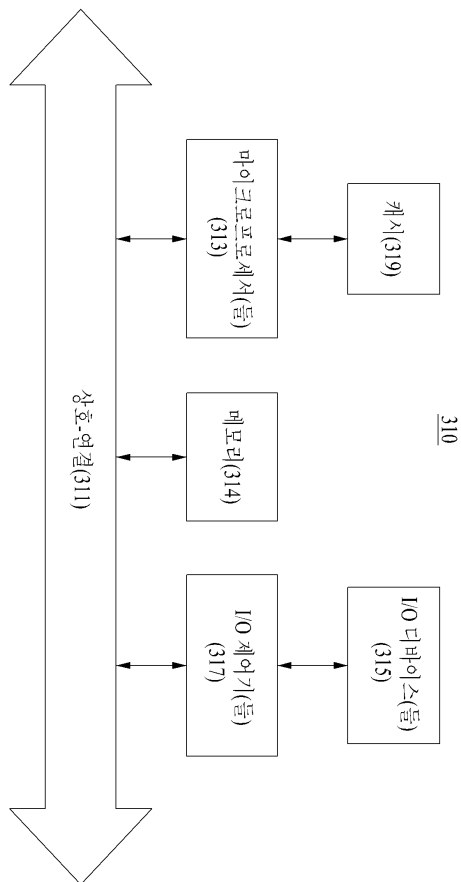 310
캐시(319)
I/O 디바이스(들)
(315)
마이크로프로세서(들)
(313)
메모리(314)
I/O 제어기(들)
(317)
상호-연결(311)